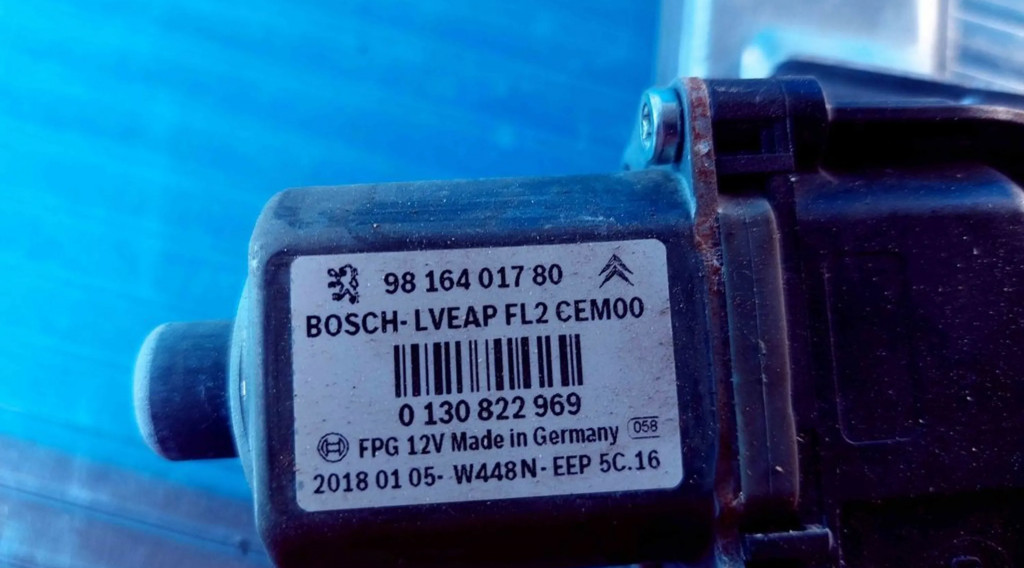 98 164 017 80
BOSCH- LVEAP FL2 CEM00
0 130 822 969
FPG 12V Made in Germany 058
2018 01 05- W448N- EEP 5C.16